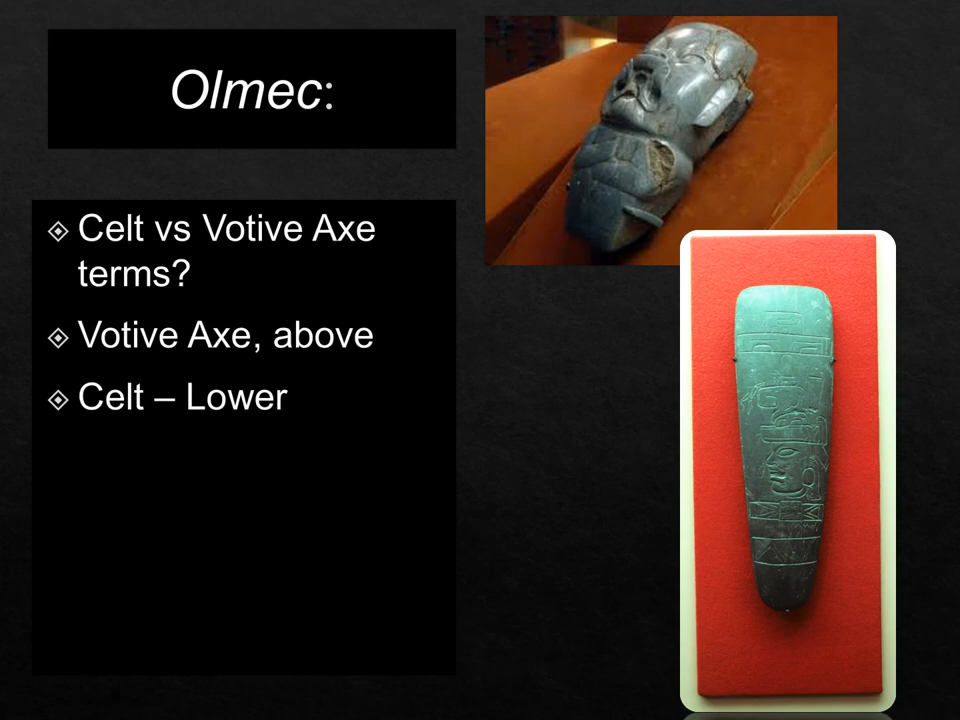 Olmec:
Celt vs Votive Axe
terms?
Votive Axe, above
Celt – Lower